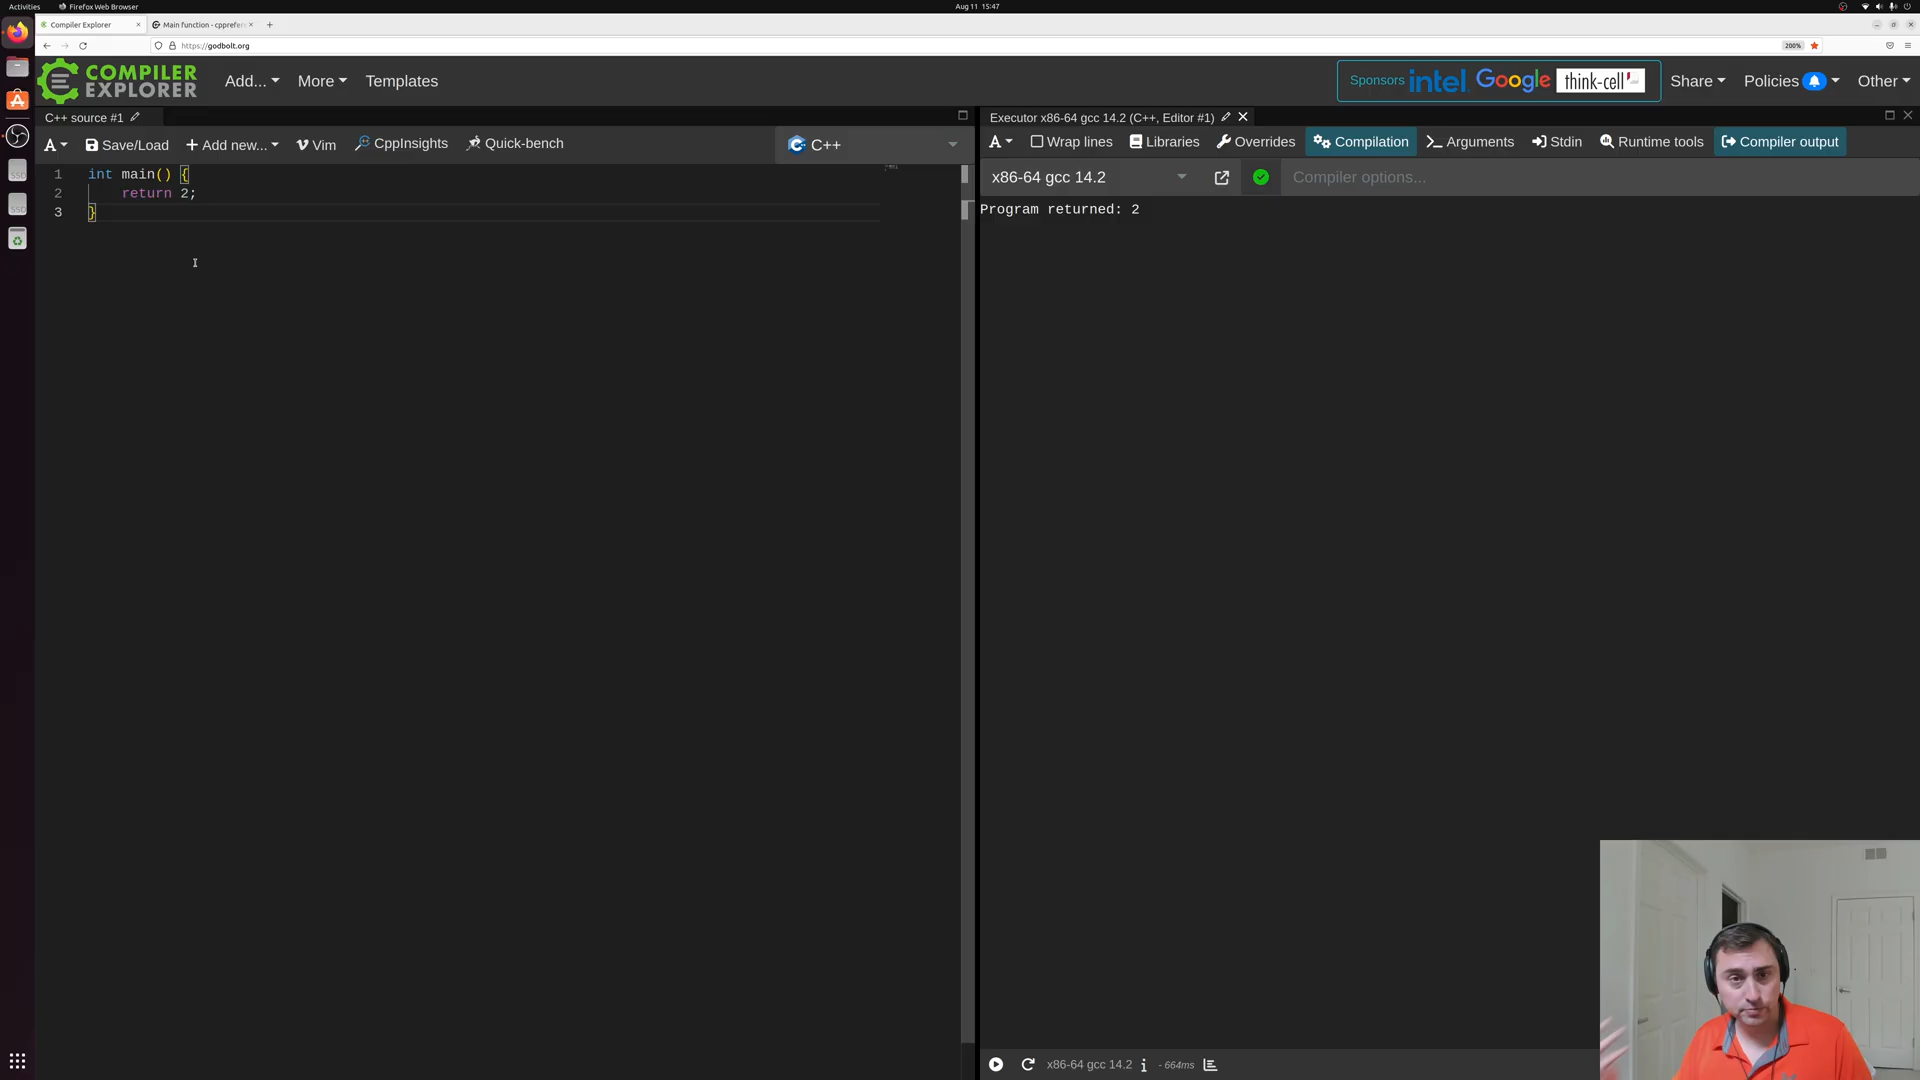 Activities Firefox Web Browser Aug 11 15:47
Compiler Explorer Main function - cpprefer
https://godbolt.org 200%
COMPILER EXPLORER Add... More Templates Sponsors intel Google think-cell Share Policies Other
C++ source #1
Executor x86-64 gcc 14.2 (C++, Editor #1)
A Save/Load + Add new... Vim CppInsights Quick-bench C++
A Wrap lines Libraries Overrides Compilation Arguments Stdin Runtime tools Compiler output
x86-64 gcc 14.2 Compiler options...
1 int main() {
2 return 2;
3 }
Program returned: 2
SSD
SSD
x86-64 gcc 14.2 i - 664ms